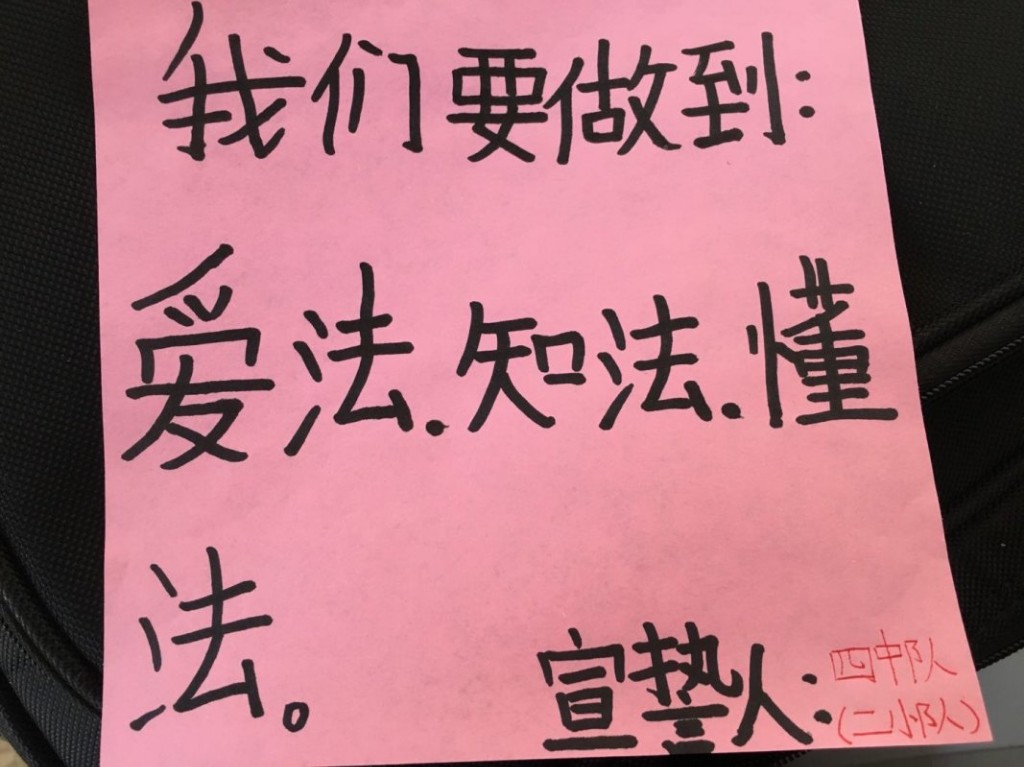 我们要做到:
爱法.知法.懂
法。
宣誓人:四中队
(二小队)